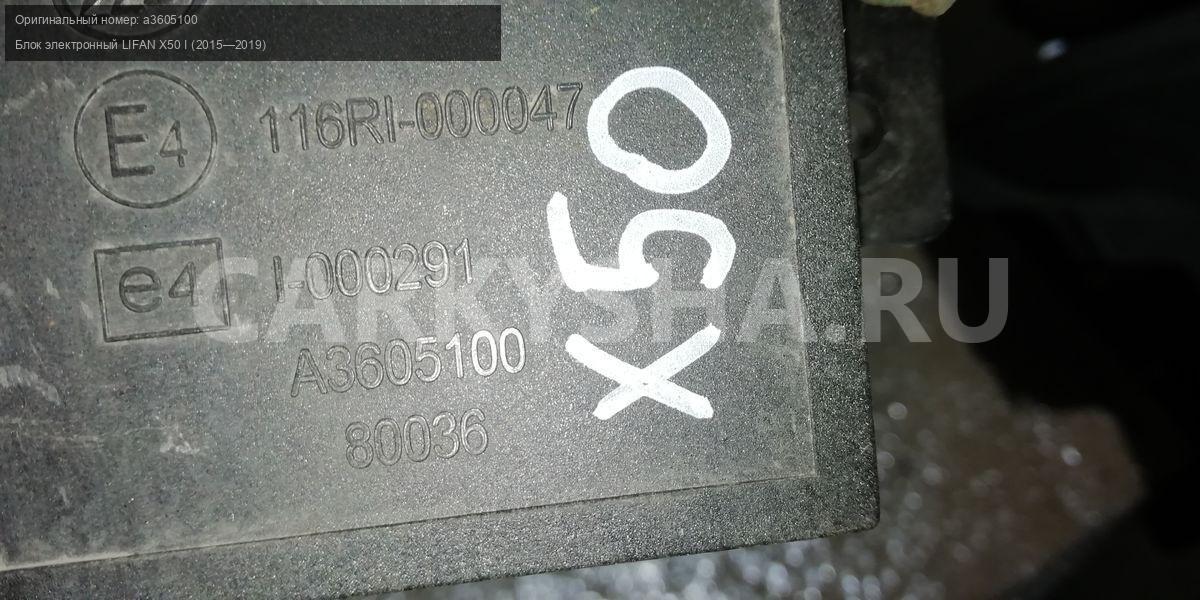 Оригинальный номер: a3605100
Блок электронный LIFAN X50 I (2015—2019)
E4 116RI-000047
e4 I-000291
A3605100
80036
X50
CARKYSHA.RU